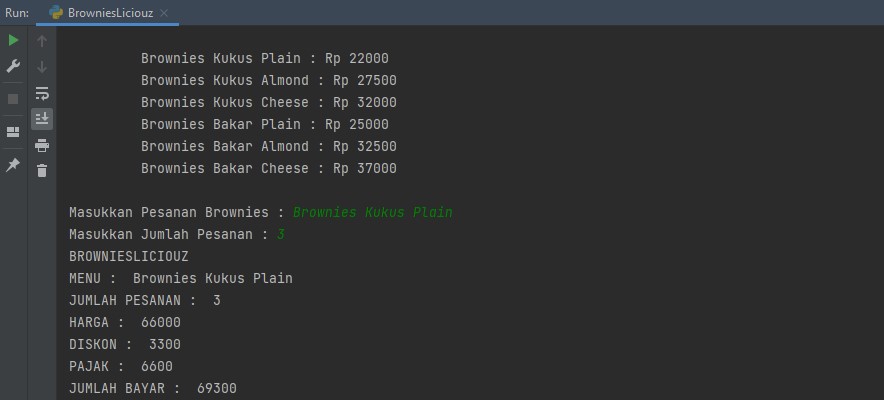 Run: BrowniesLiciouz
Brownies Kukus Plain : Rp 22000
Brownies Kukus Almond : Rp 27500
Brownies Kukus Cheese : Rp 32000
Brownies Bakar Plain : Rp 25000
Brownies Bakar Almond : Rp 32500
Brownies Bakar Cheese : Rp 37000
Masukkan Pesanan Brownies : Brownies Kukus Plain
Masukkan Jumlah Pesanan : 3
BROWNIESLICIOUZ
MENU :  Brownies Kukus Plain
JUMLAH PESANAN :  3
HARGA :  66000
DISKON :  3300
PAJAK :  6600
JUMLAH BAYAR :  69300